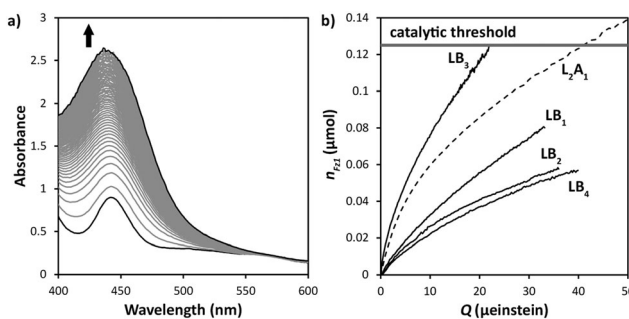 a)
3
2.5
2
1.5
1
0.5
0
Absorbance
400
450
500
550
600
Wavelength (nm)
b)
0.14
0.12
0.10
0.08
0.06
0.04
0.02
0
n_Fz1 (µmol)
catalytic threshold
LB3
L2A1
LB1
LB2
LB4
0
10
20
30
40
50
Q (µeinstein)